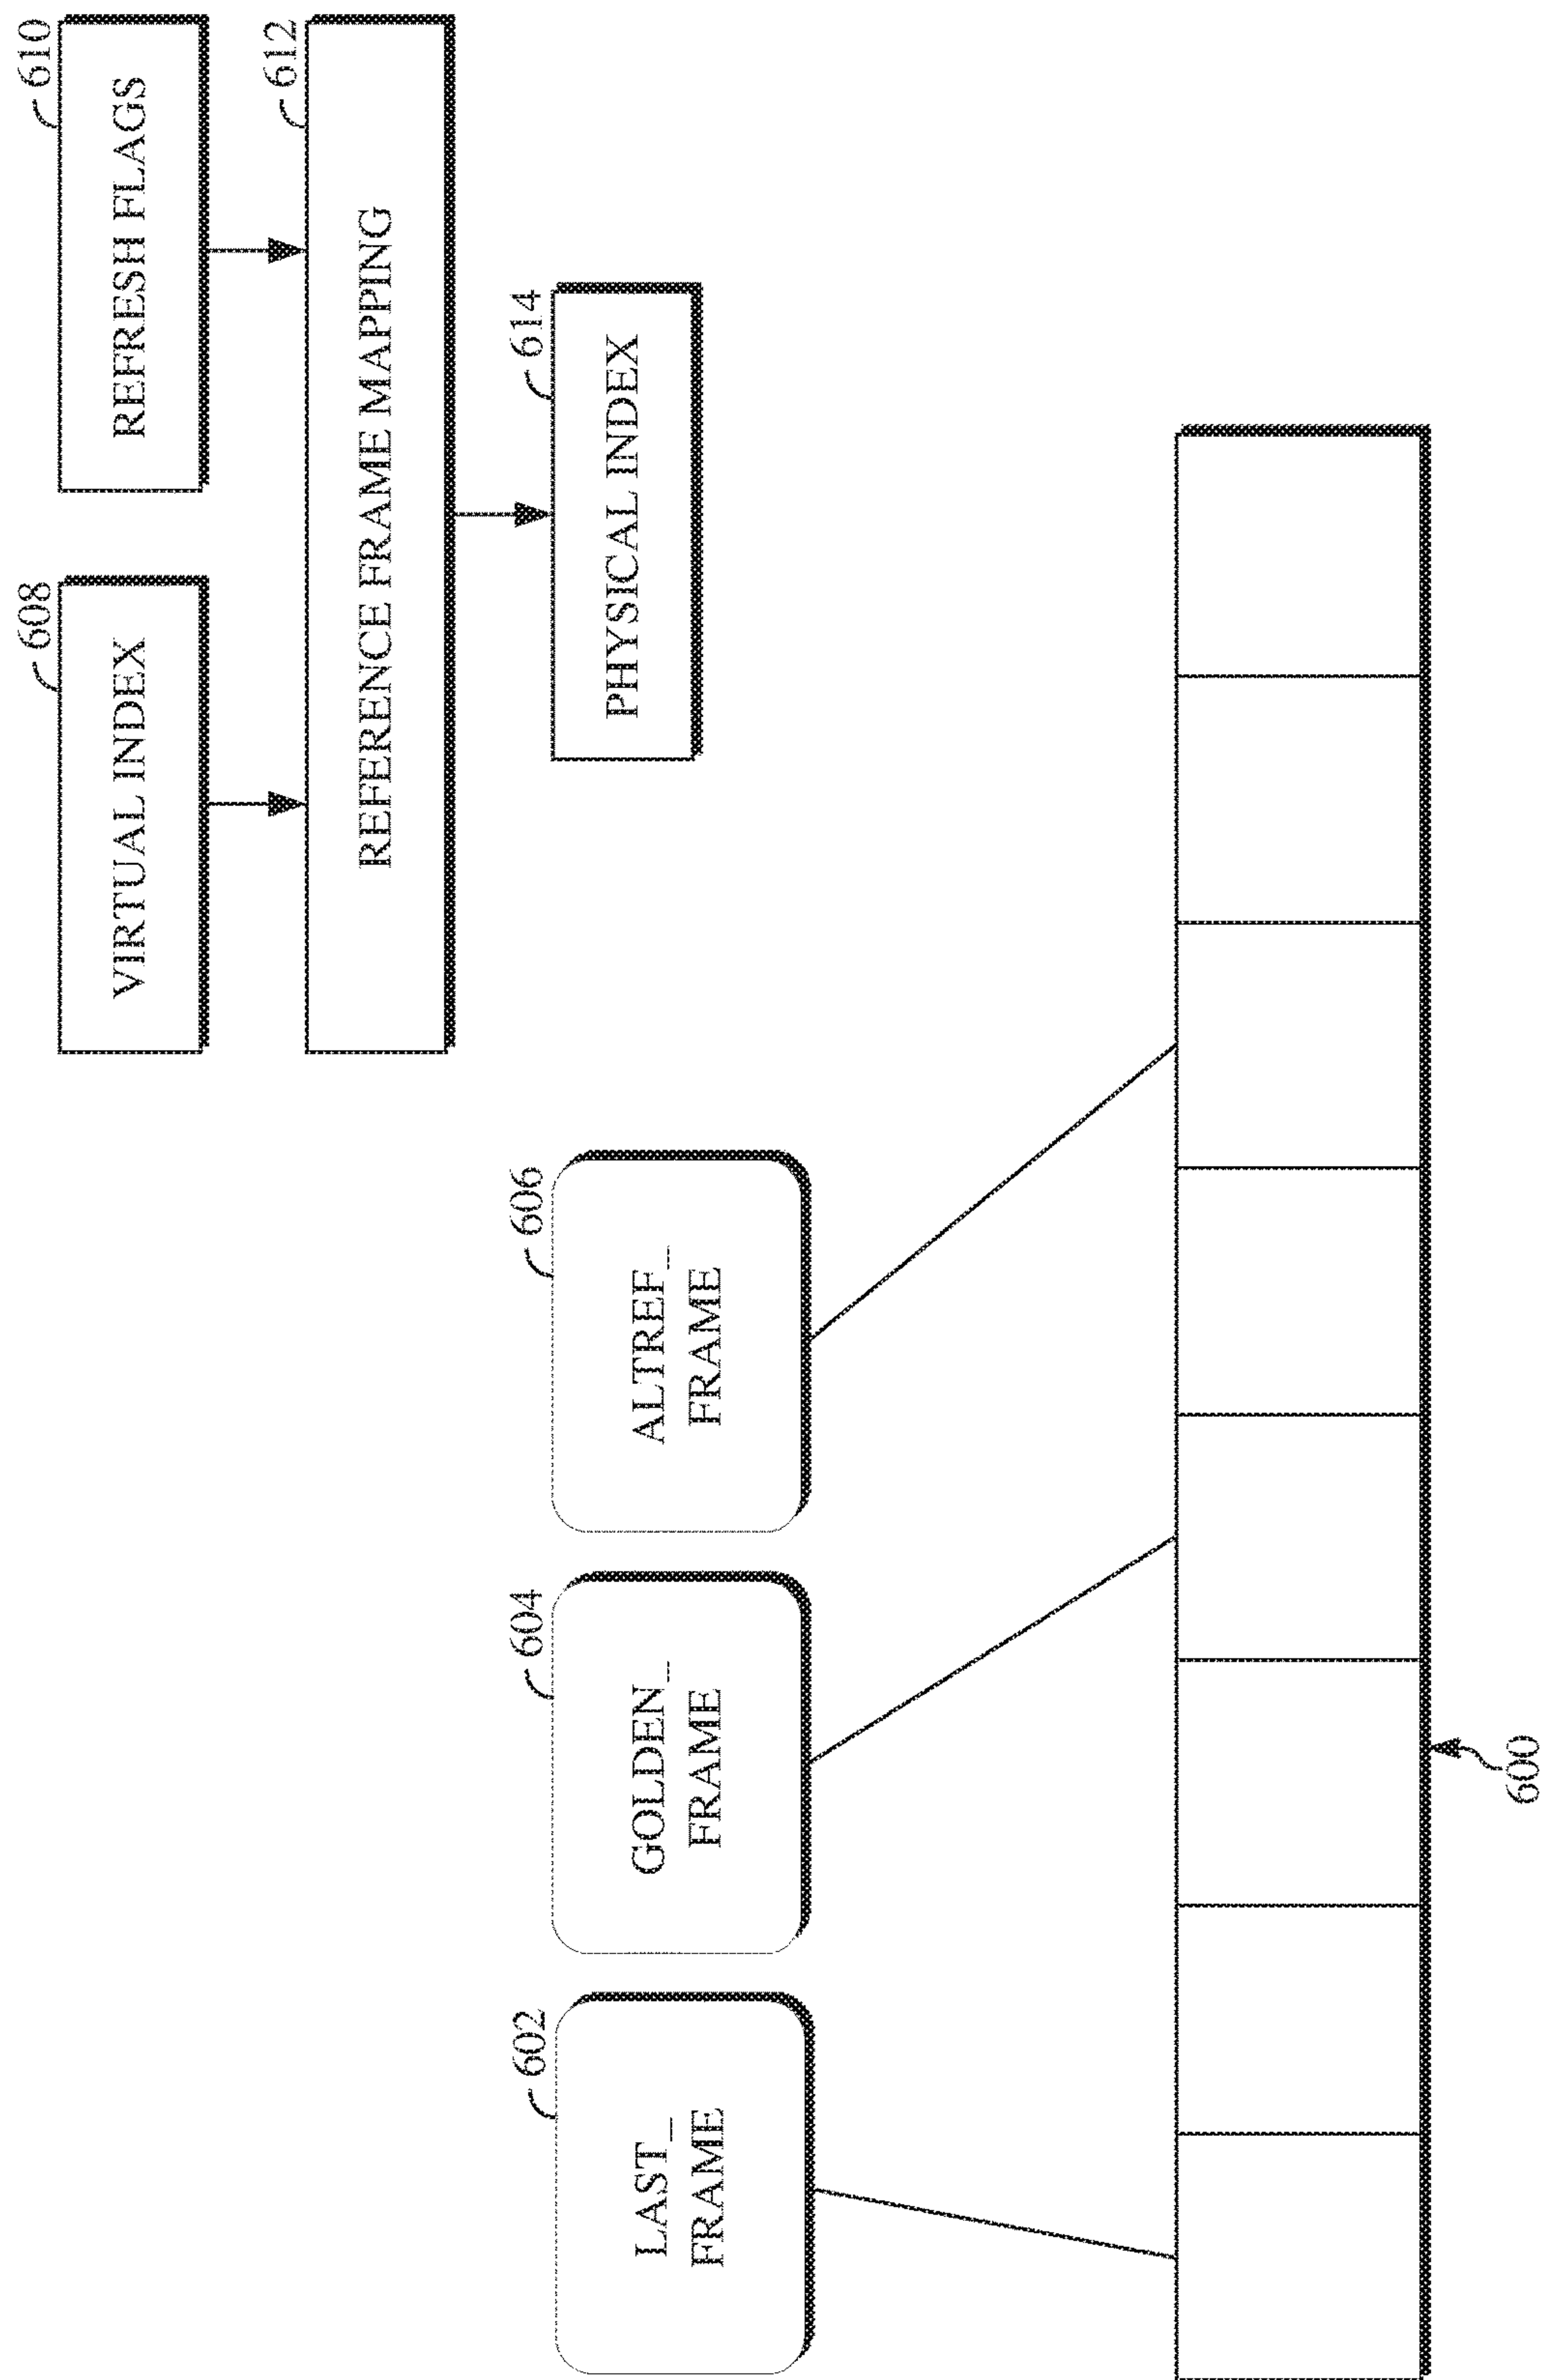 608
VIRTUAL INDEX
610
REFRESH FLAGS
612
REFERENCE FRAME MAPPING
614
PHYSICAL INDEX
602
LAST_
FRAME
604
GOLDEN_
FRAME
606
ALTREF_
FRAME
600